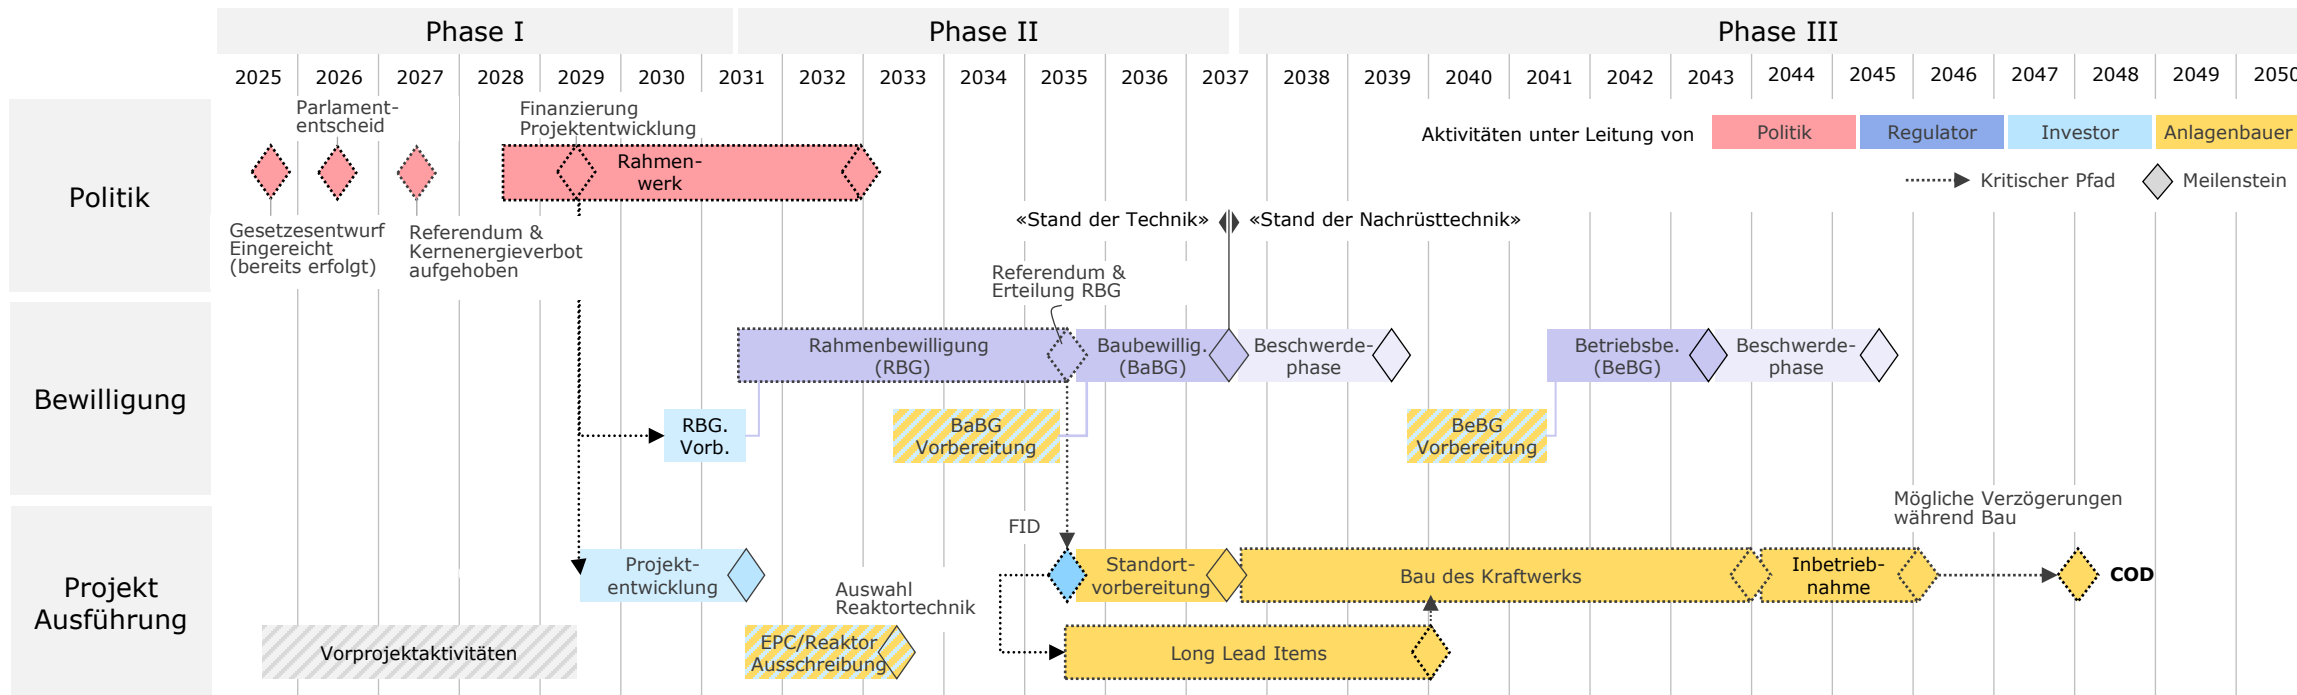 Phase I
Phase II
Phase III
2025 2026 2027 2028 2029 2030 2031 2032 2033 2034 2035 2036 2037 2038 2039 2040 2041 2042 2043 2044 2045 2046 2047 2048 2049 2050
Politik
Parlament-
entscheid
Finanzierung
Projektentwicklung
Rahmen-
werk
Gesetzesentwurf
Eingereicht
(bereits erfolgt)
Referendum &
Kernenergieverbot
aufgehoben
Aktivitäten unter Leitung von
Politik
Regulator
Investor
Anlagenbauer
Kritischer Pfad
Meilenstein
«Stand der Technik»
«Stand der Nachrüsttechnik»
Referendum &
Erteilung RBG
Bewilligung
Rahmenbewilligung
(RBG)
Baubewillig.
(BaBG)
Beschwerde-
phase
Betriebsbe.
(BeBG)
Beschwerde-
phase
RBG.
Vorb.
BaBG
Vorbereitung
BeBG
Vorbereitung
Projekt
Ausführung
Mögliche Verzögerungen
während Bau
FID
Projekt-
entwicklung
Standort-
vorbereitung
Bau des Kraftwerks
Inbetrieb-
nahme
COD
Auswahl
Reaktortechnik
Vorprojektaktivitäten
EPC/Reaktor
Ausschreibung
Long Lead Items